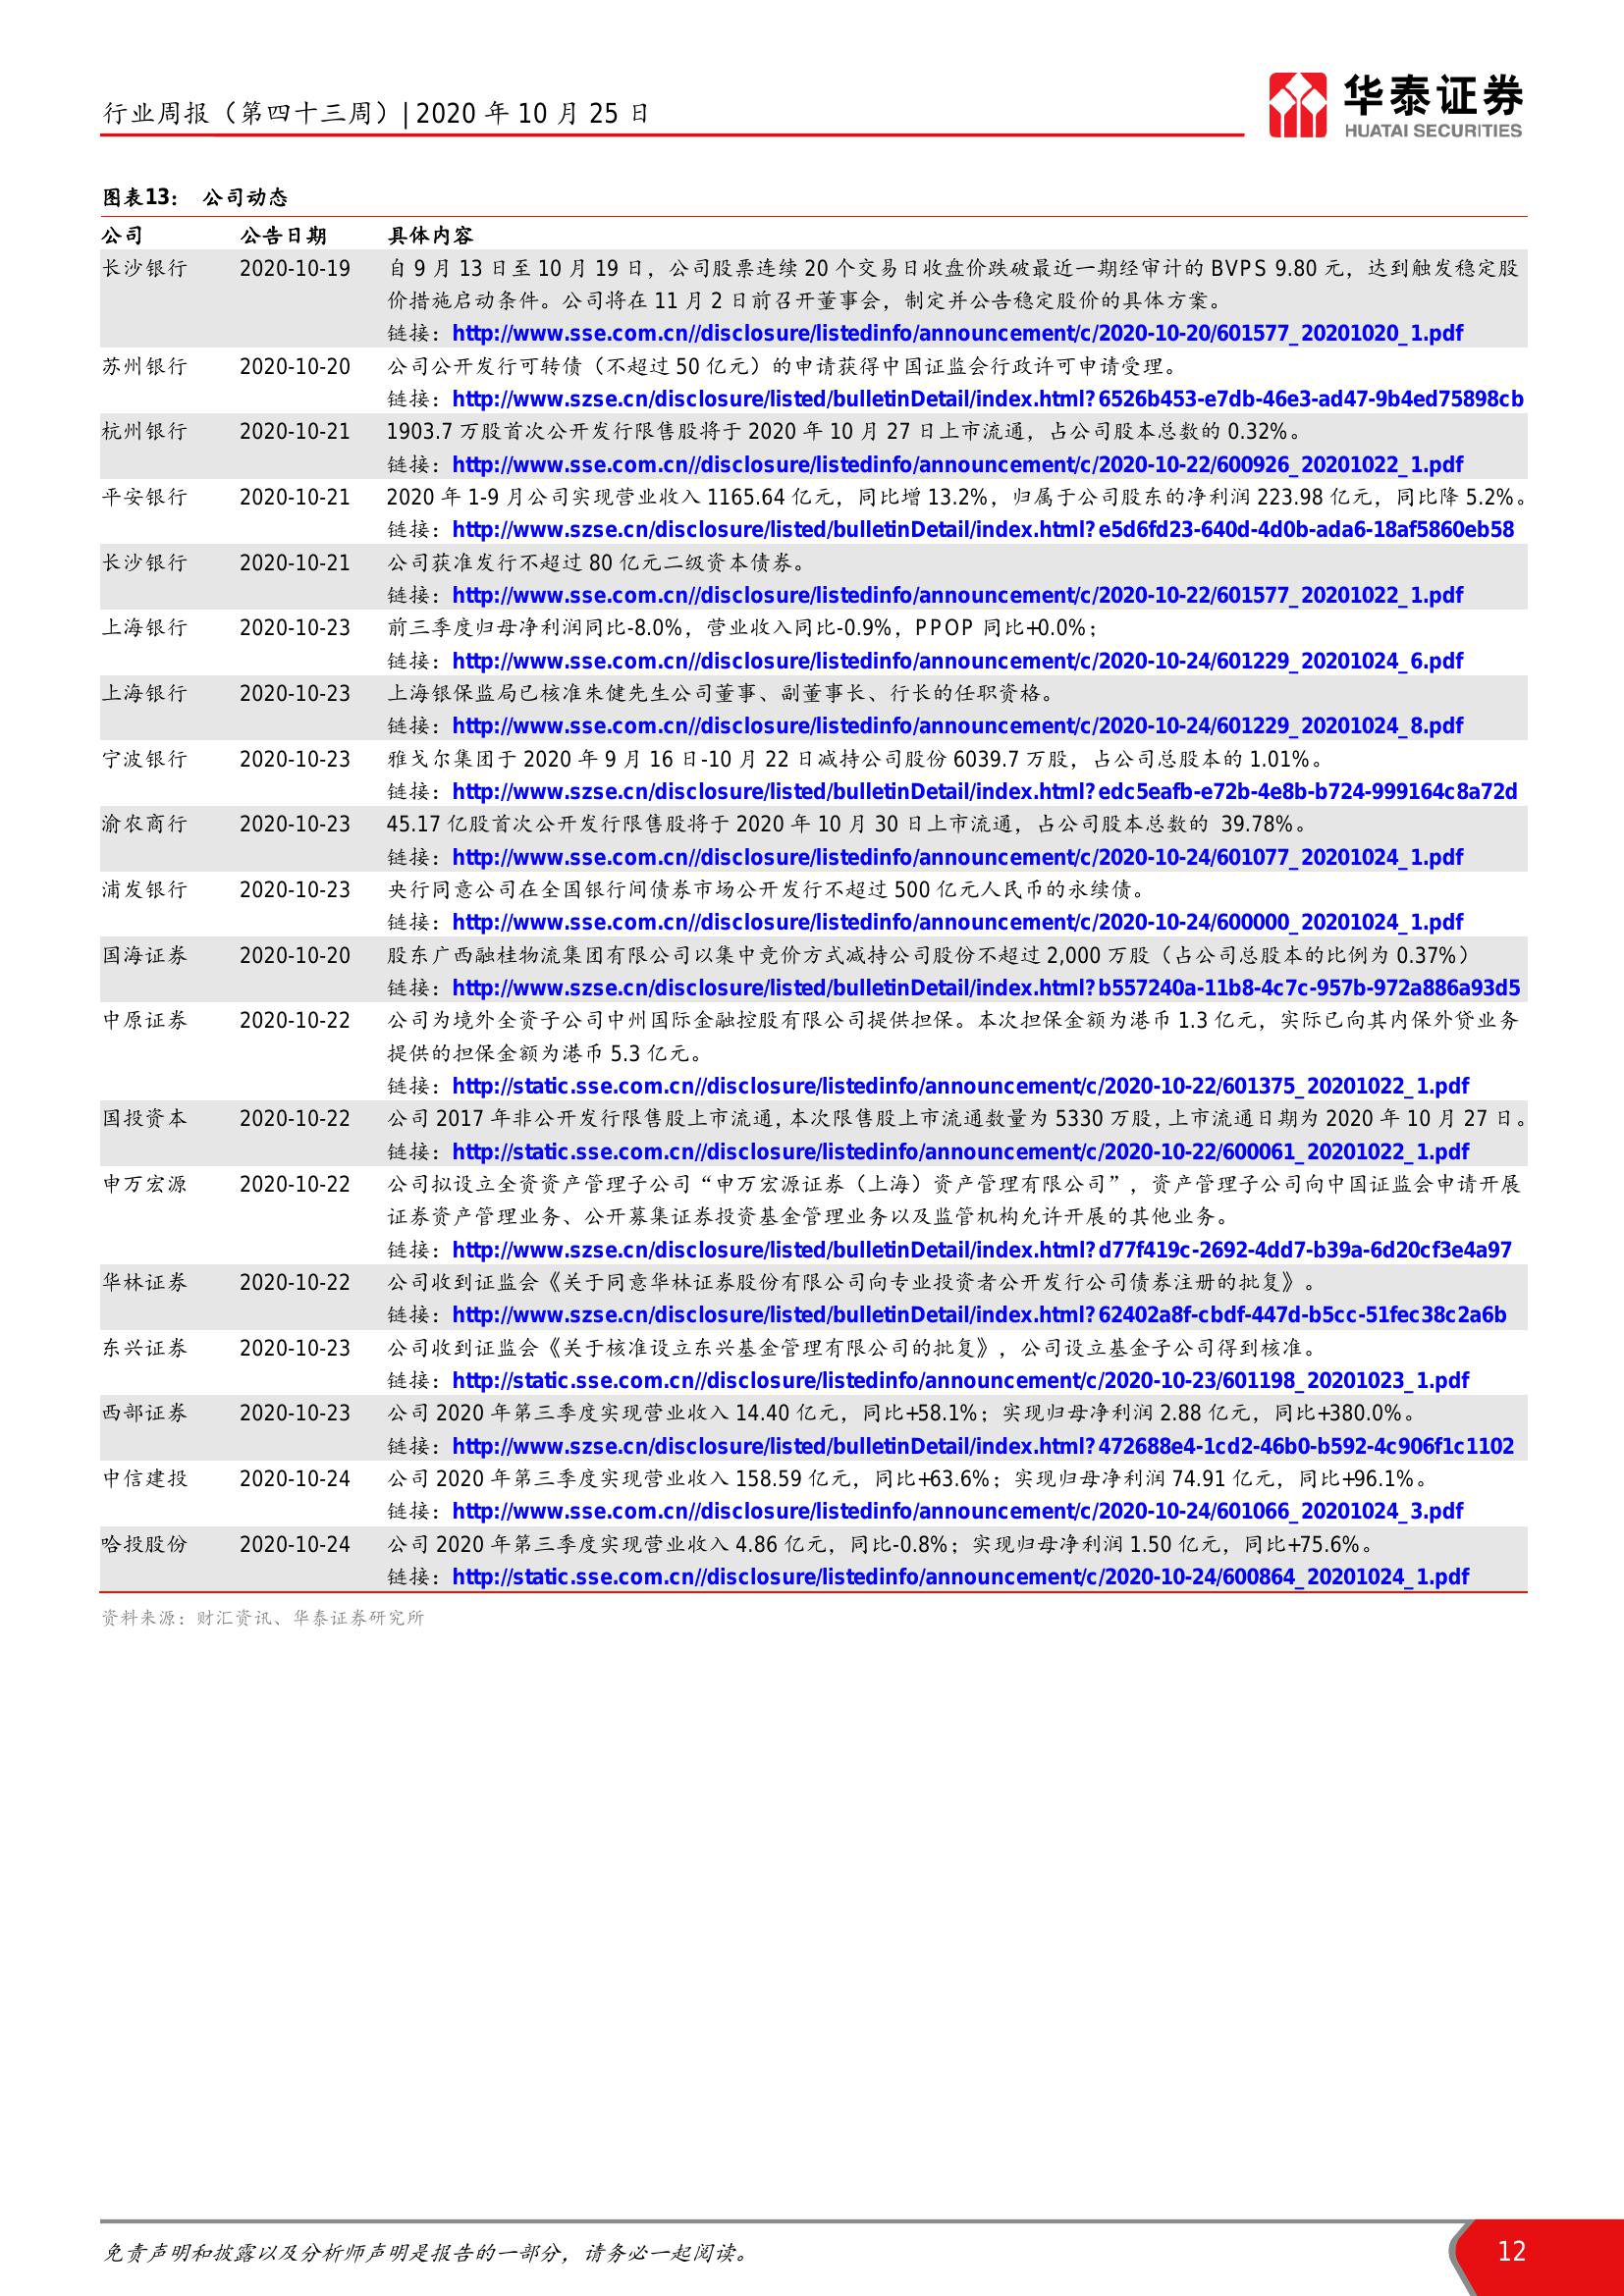 行业周报（第四十三周）| 2020 年 10 月 25 日
华泰证券
HUATAI SECURITIES
图表13： 公司动态
公司 公告日期 具体内容
长沙银行 2020-10-19 自 9 月 13 日至 10 月 19 日，公司股票连续 20 个交易日收盘价跌破最近一期经审计的 BVPS 9.80 元，达到触发稳定股
价措施启动条件。公司将在 11 月 2 日前召开董事会，制定并公告稳定股价的具体方案。
链接：http://www.sse.com.cn//disclosure/listedinfo/announcement/c/2020-10-20/601577_20201020_1.pdf
苏州银行 2020-10-20 公司公开发行可转债（不超过 50 亿元）的申请获得中国证监会行政许可申请受理。
链接：http://www.szse.cn/disclosure/listed/bulletinDetail/index.html?6526b453-e7db-46e3-ad47-9b4ed75898cb
杭州银行 2020-10-21 1903.7 万股首次公开发行限售股将于 2020 年 10 月 27 日上市流通，占公司股本总数的 0.32%。
链接：http://www.sse.com.cn//disclosure/listedinfo/announcement/c/2020-10-22/600926_20201022_1.pdf
平安银行 2020-10-21 2020 年 1-9 月公司实现营业收入 1165.64 亿元，同比增 13.2%，归属于公司股东的净利润 223.98 亿元，同比降 5.2%。
链接：http://www.szse.cn/disclosure/listed/bulletinDetail/index.html?e5d6fd23-640d-4d0b-ada6-18af5860eb58
长沙银行 2020-10-21 公司获准发行不超过 80 亿元二级资本债券。
链接：http://www.sse.com.cn//disclosure/listedinfo/announcement/c/2020-10-22/601577_20201022_1.pdf
上海银行 2020-10-23 前三季度归母净利润同比-8.0%，营业收入同比-0.9%，PPOP 同比+0.0%；
链接：http://www.sse.com.cn//disclosure/listedinfo/announcement/c/2020-10-24/601229_20201024_6.pdf
上海银行 2020-10-23 上海银保监局已核准朱健先生公司董事、副董事长、行长的任职资格。
链接：http://www.sse.com.cn//disclosure/listedinfo/announcement/c/2020-10-24/601229_20201024_8.pdf
宁波银行 2020-10-23 雅戈尔集团于 2020 年 9 月 16 日-10 月 22 日减持公司股份 6039.7 万股，占公司总股本的 1.01%。
链接：http://www.szse.cn/disclosure/listed/bulletinDetail/index.html?edc5eafb-e72b-4e8b-b724-999164c8a72d
渝农商行 2020-10-23 45.17 亿股首次公开发行限售股将于 2020 年 10 月 30 日上市流通，占公司股本总数的 39.78%。
链接：http://www.sse.com.cn//disclosure/listedinfo/announcement/c/2020-10-24/601077_20201024_1.pdf
浦发银行 2020-10-23 央行同意公司在全国银行间债券市场公开发行不超过 500 亿元人民币的永续债。
链接：http://www.sse.com.cn//disclosure/listedinfo/announcement/c/2020-10-24/600000_20201024_1.pdf
国海证券 2020-10-20 股东广西融桂物流集团有限公司以集中竞价方式减持公司股份不超过 2,000 万股（占公司总股本的比例为 0.37%）
链接：http://www.szse.cn/disclosure/listed/bulletinDetail/index.html?b557240a-11b8-4c7c-957b-972a886a93d5
中原证券 2020-10-22 公司为境外全资子公司中州国际金融控股有限公司提供担保。本次担保金额为港币 1.3 亿元，实际已向其内保外贷业务
提供的担保金额为港币 5.3 亿元。
链接：http://static.sse.com.cn//disclosure/listedinfo/announcement/c/2020-10-22/601375_20201022_1.pdf
国投资本 2020-10-22 公司 2017 年非公开发行限售股上市流通，本次限售股上市流通数量为 5330 万股，上市流通日期为 2020 年 10 月 27 日。
链接：http://static.sse.com.cn//disclosure/listedinfo/announcement/c/2020-10-22/600061_20201022_1.pdf
申万宏源 2020-10-22 公司拟设立全资资产管理子公司“申万宏源证券（上海）资产管理有限公司”，资产管理子公司向中国证监会申请开展
证券资产管理业务、公开募集证券投资基金管理业务以及监管机构允许开展的其他业务。
链接：http://www.szse.cn/disclosure/listed/bulletinDetail/index.html?d77f419c-2692-4dd7-b39a-6d20cf3e4a97
华林证券 2020-10-22 公司收到证监会《关于同意华林证券股份有限公司向专业投资者公开发行公司债券注册的批复》。
链接：http://www.szse.cn/disclosure/listed/bulletinDetail/index.html?62402a8f-cbdf-447d-b5cc-51fec38c2a6b
东兴证券 2020-10-23 公司收到证监会《关于核准设立东兴基金管理有限公司的批复》，公司设立基金子公司得到核准。
链接：http://static.sse.com.cn//disclosure/listedinfo/announcement/c/2020-10-23/601198_20201023_1.pdf
西部证券 2020-10-23 公司 2020 年第三季度实现营业收入 14.40 亿元，同比+58.1%；实现归母净利润 2.88 亿元，同比+380.0%。
链接：http://www.szse.cn/disclosure/listed/bulletinDetail/index.html?472688e4-1cd2-46b0-b592-4c906f1c1102
中信建投 2020-10-24 公司 2020 年第三季度实现营业收入 158.59 亿元，同比+63.6%；实现归母净利润 74.91 亿元，同比+96.1%。
链接：http://www.sse.com.cn//disclosure/listedinfo/announcement/c/2020-10-24/601066_20201024_3.pdf
哈投股份 2020-10-24 公司 2020 年第三季度实现营业收入 4.86 亿元，同比-0.8%；实现归母净利润 1.50 亿元，同比+75.6%。
链接：http://static.sse.com.cn//disclosure/listedinfo/announcement/c/2020-10-24/600864_20201024_1.pdf
资料来源：财汇资讯、华泰证券研究所
免责声明和披露以及分析师声明是报告的一部分，请务必一起阅读。
12